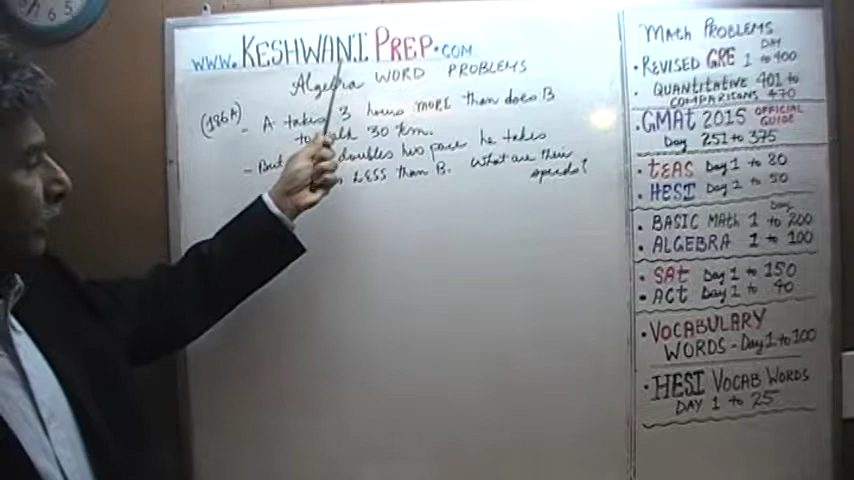 www. KESHWANI PREP.COM
Algebra WORD PROBLEMS
(186A)
- A takes 3 hours MORE than does B
to walk 30 km.
- But doubles his pace he takes
LESS than B. What are their
speeds?
MATH PROBLEMS
• REVISED GRE DAY 1 to 400
• QUANTITATIVE 401 to
COMPARISONS 470
• GMAT 2015 OFFICIAL GUIDE
Day 251 to 375
• TEAS Day 1 to 80
• HESI Day 1 to 50
• BASIC MATH Day 1 to 200
• ALGEBRA 1 to 100
• SAT Day 1 to 150
• ACT Day 1 to 40
• VOCABULARY
WORDS - Day 1 to 100
• HESI VOCAB WORDS
DAY 1 to 25
6 5